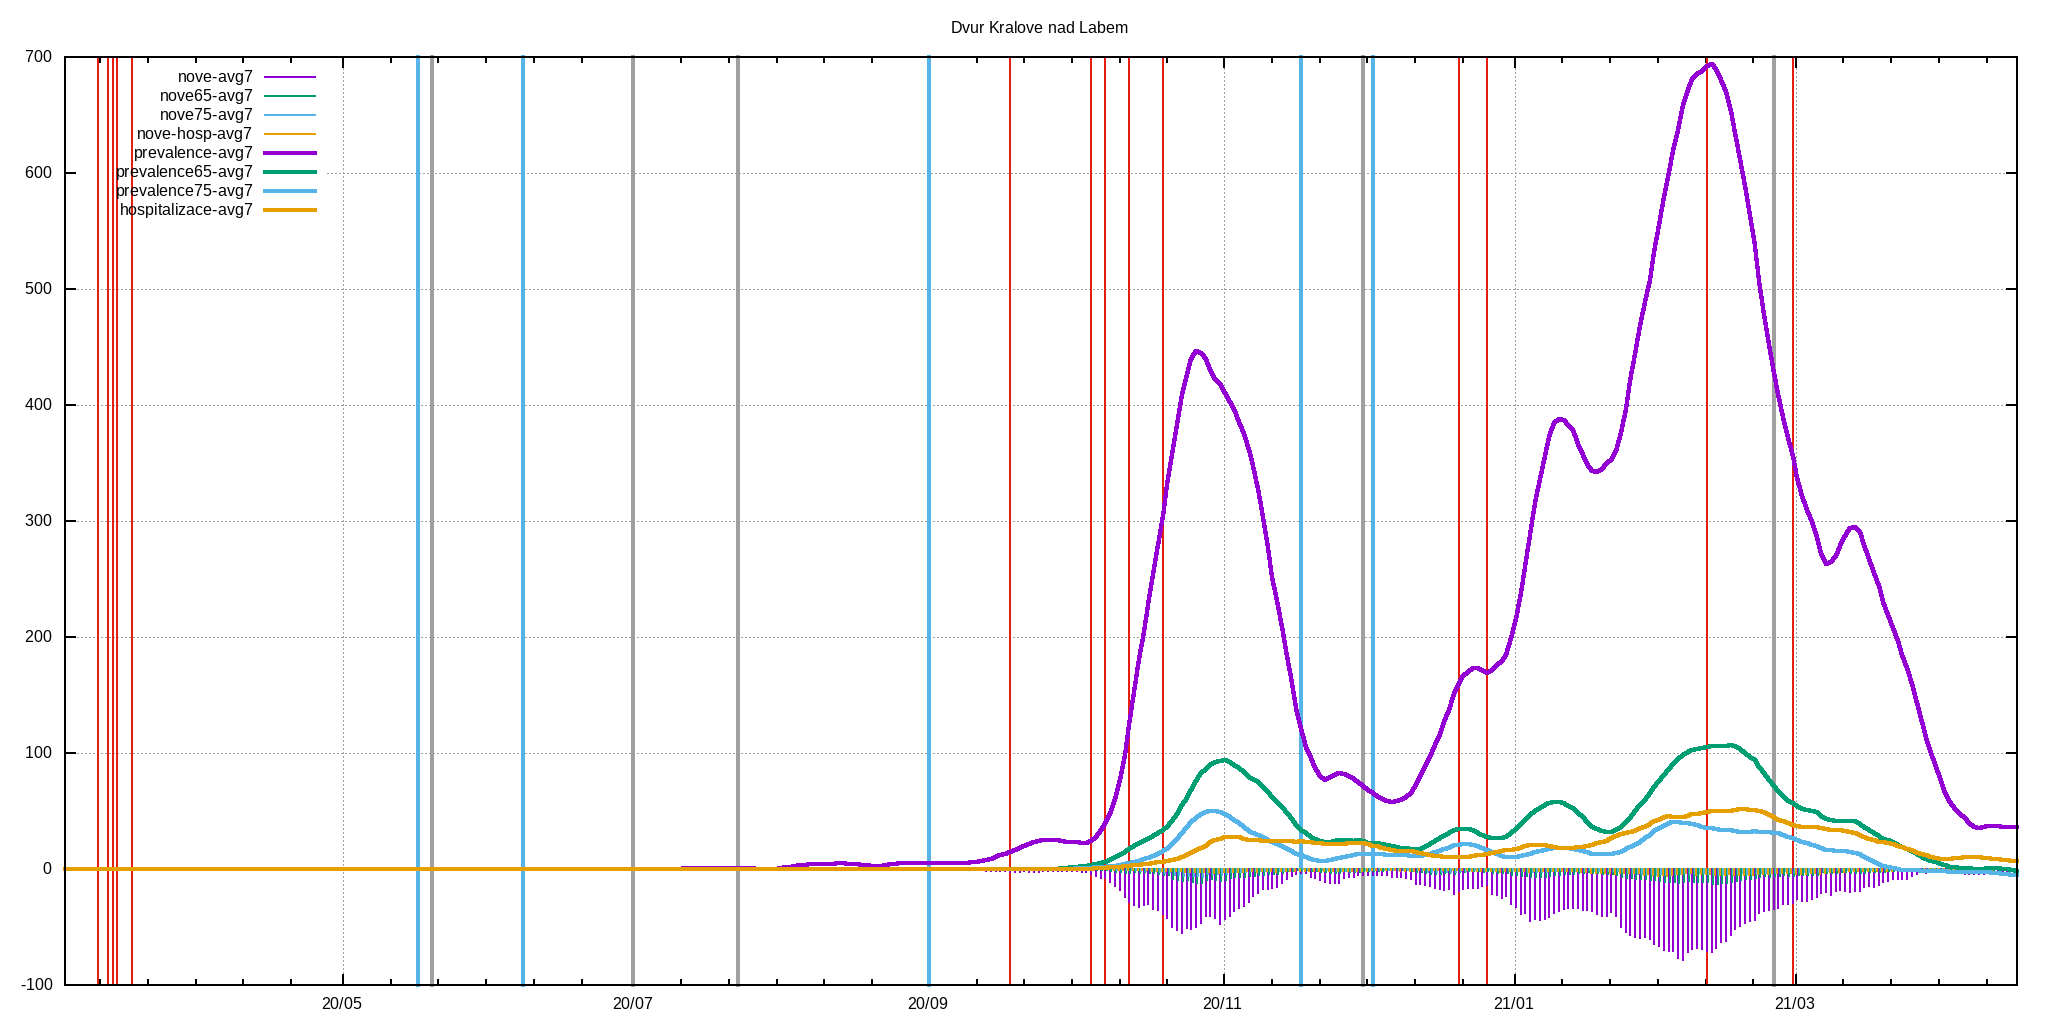 Dvur Kralove nad Labem
700
600
500
400
300
200
100
0
-100
nove-avg7
nove65-avg7
nove75-avg7
nove-hosp-avg7
prevalence-avg7
prevalence65-avg7
prevalence75-avg7
hospitalizace-avg7
20/05 20/07 20/09 20/11 21/01 21/03